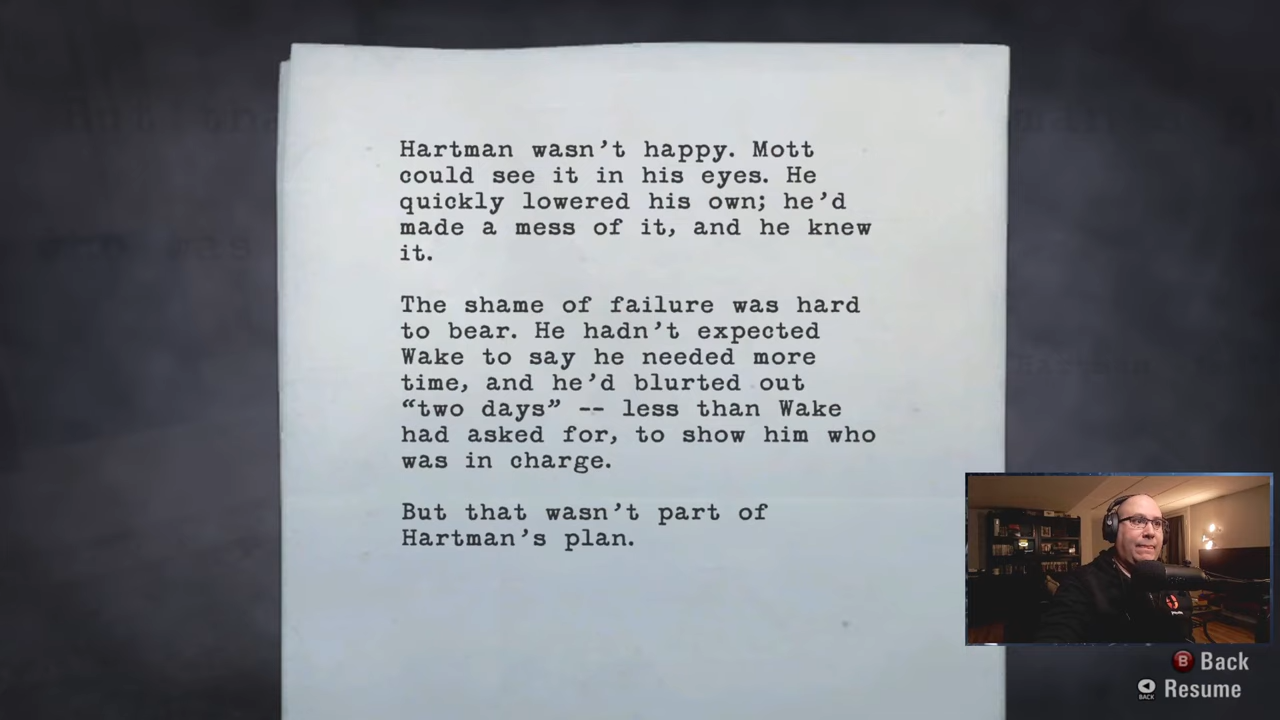 Hartman wasn't happy. Mott
could see it in his eyes. He
quickly lowered his own; he'd
made a mess of it, and he knew
it.
The shame of failure was hard
to bear. He hadn't expected
Wake to say he needed more
time, and he'd blurted out
“two days” -- less than Wake
had asked for, to show him who
was in charge.
But that wasn't part of
Hartman's plan.
B Back
BACK Resume